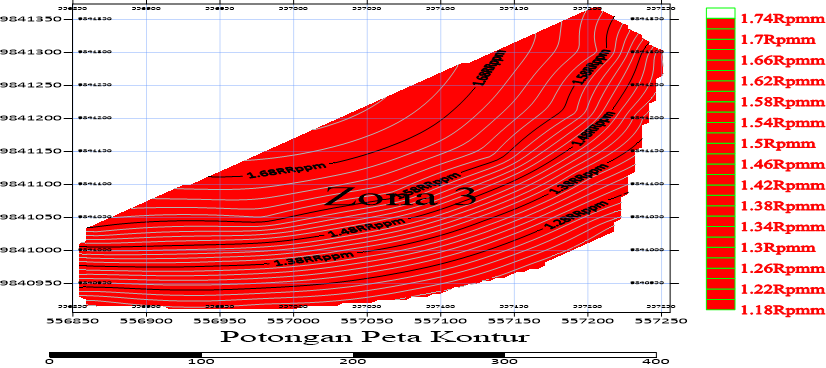 9841350
9841300
9841250
9841200
9841150
9841100
9841050
9841000
9840950
556850 556900 556950 557000 557050 557100 557150 557200 557250
1.68RRppm
1.48RRppm
1.38RRppm
Zona 3
Potongan Peta Kontur
0 100 200 300 400
1.74Rpmm
1.7Rpmm
1.66Rpmm
1.62Rpmm
1.58Rpmm
1.54Rpmm
1.5Rpmm
1.46Rpmm
1.42Rpmm
1.38Rpmm
1.34Rpmm
1.3Rpmm
1.26Rpmm
1.22Rpmm
1.18Rpmm